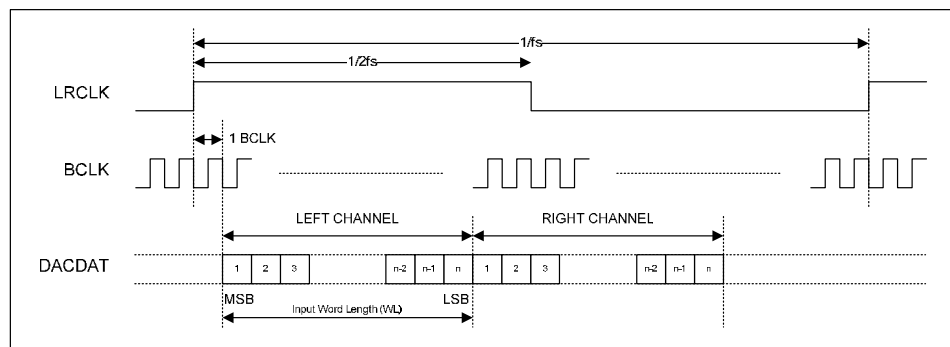 1/fs
1/2fs
LRCLK
1 BCLK
BCLK
LEFT CHANNEL RIGHT CHANNEL
DACDAT 1 2 3 n-2 n-1 n 1 2 3 n-2 n-1 n
MSB LSB
Input Word Length (WL)